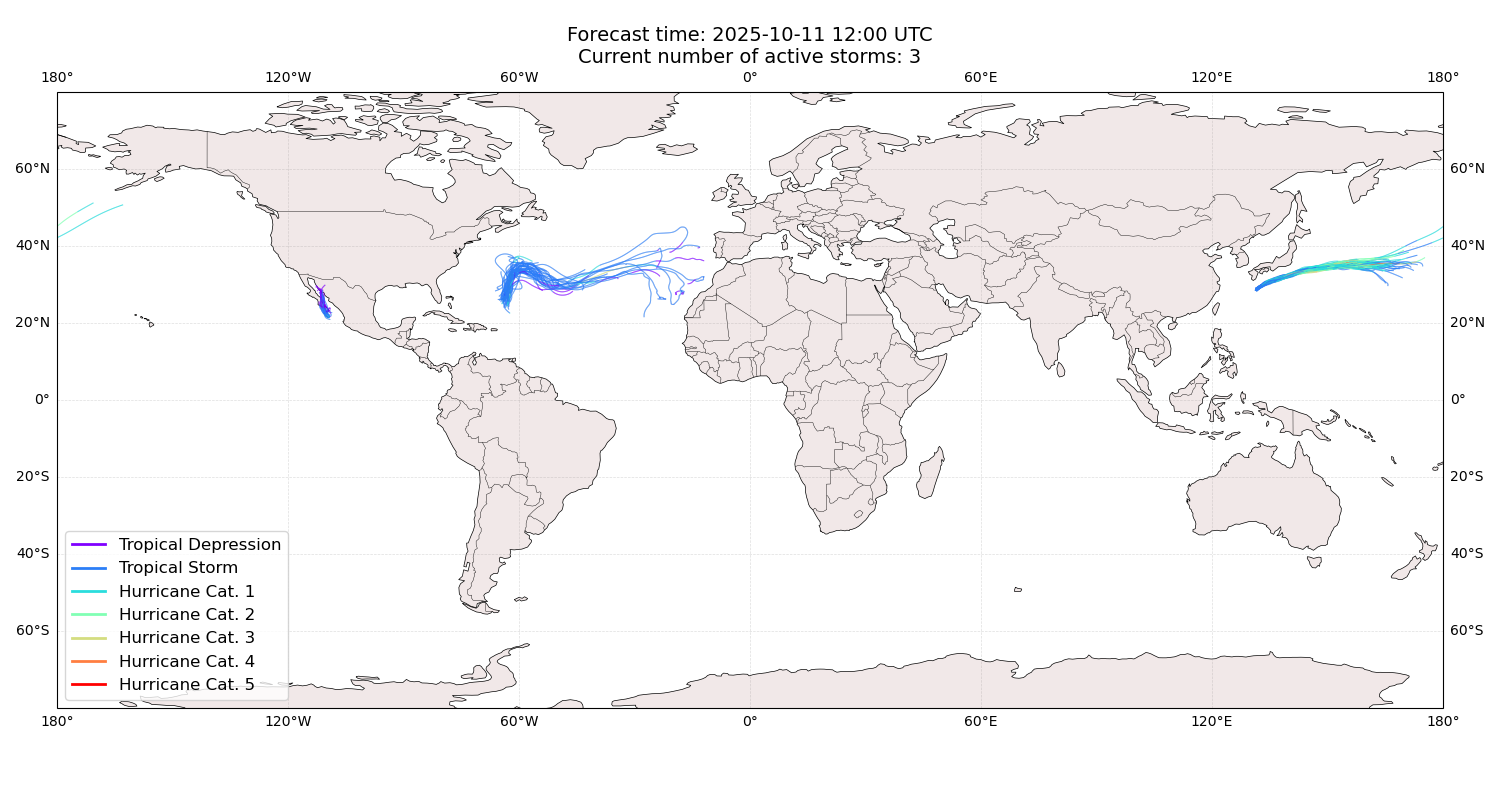 Forecast time: 2025-10-11 12:00 UTC
Current number of active storms: 3
180° 120°W 60°W 0° 60°E 120°E 180°
60°N 60°N
40°N 40°N
20°N 20°N
0° 0°
20°S 20°S
40°S 40°S
60°S 60°S
Tropical Depression
Tropical Storm
Hurricane Cat. 1
Hurricane Cat. 2
Hurricane Cat. 3
Hurricane Cat. 4
Hurricane Cat. 5
180° 120°W 60°W 0° 60°E 120°E 180°